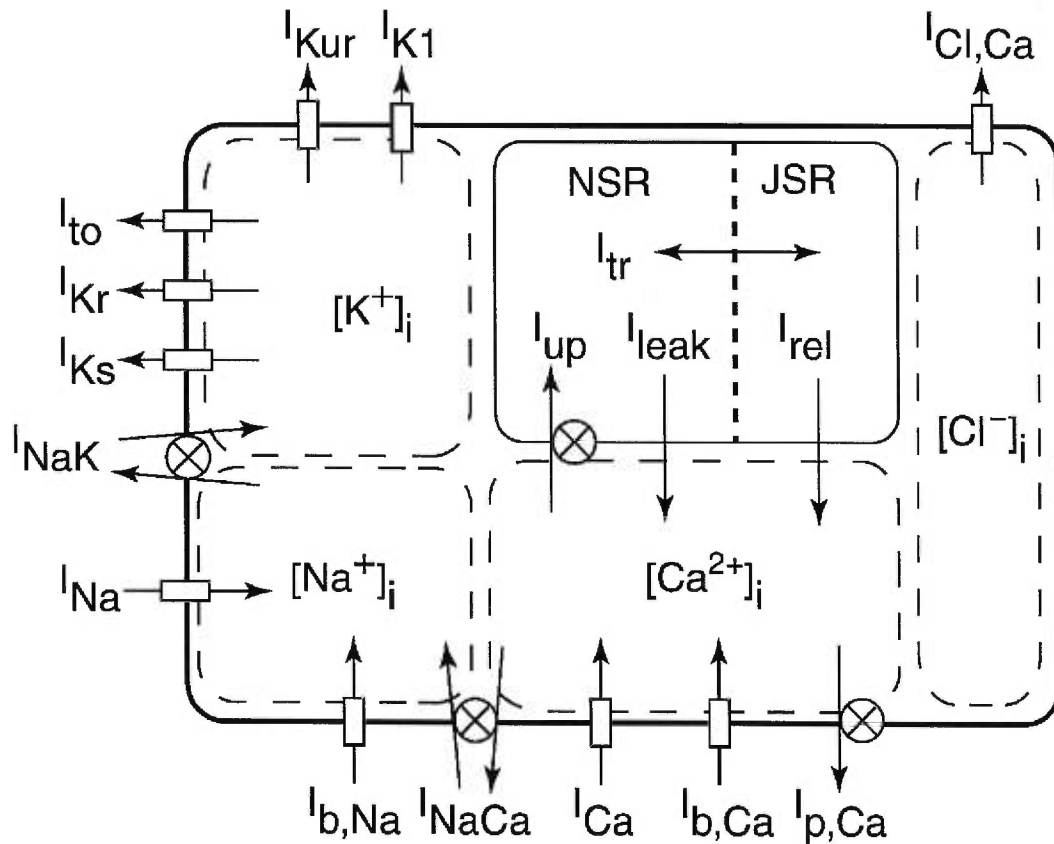 I_Kur I_K1 I_Cl,Ca
NSR JSR
I_to
I_tr
I_Kr
[K⁺]_i
I_up I_leak I_rel
I_Ks
[Cl⁻]_i
I_NaK
I_Na
[Na⁺]_i [Ca²⁺]_i
I_b,Na I_NaCa I_Ca I_b,Ca I_p,Ca